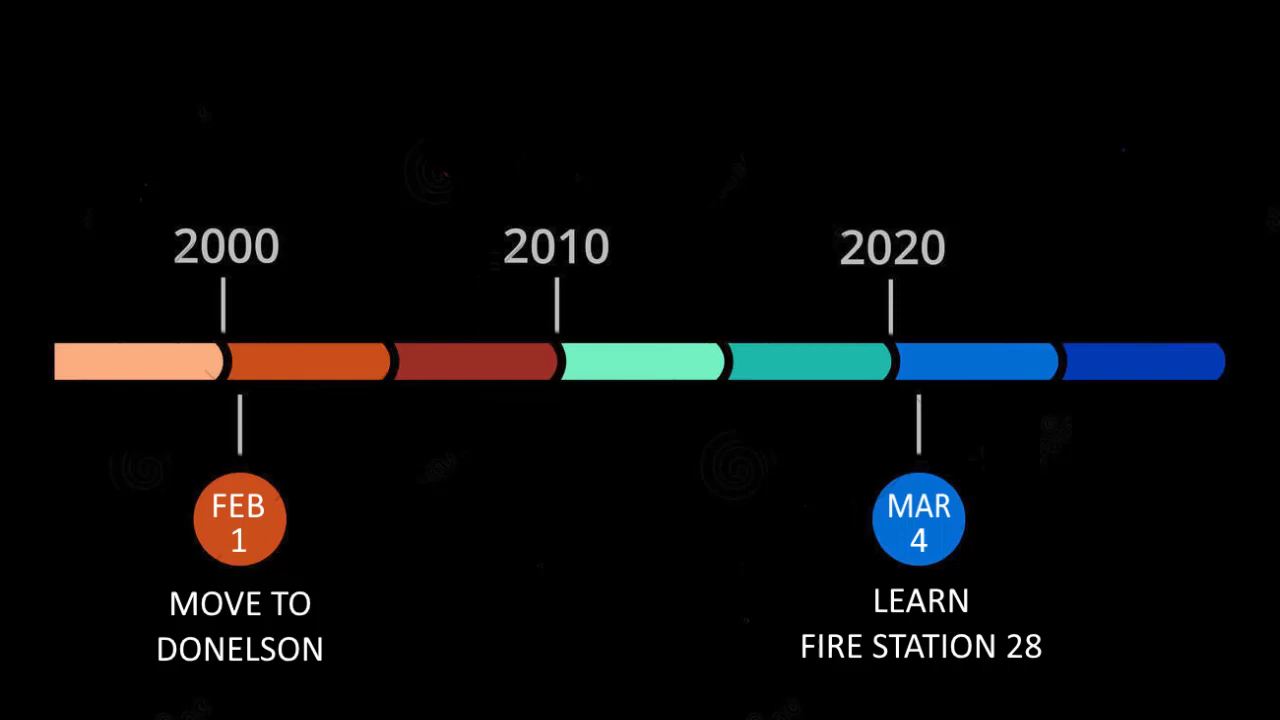 2000
2010
2020
FEB
1
MAR
4
MOVE TO
DONELSON
LEARN
FIRE STATION 28